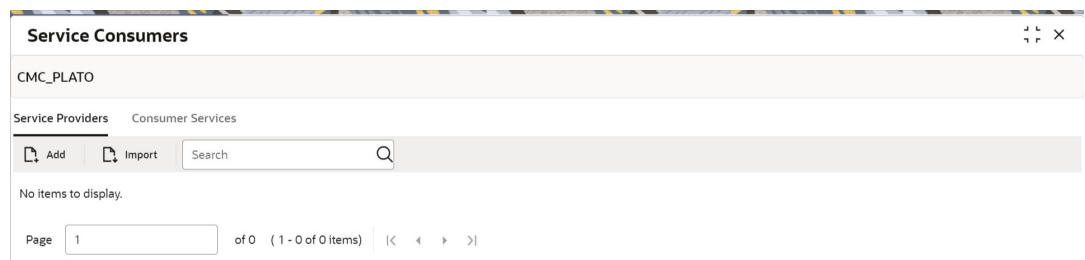 Service Consumers
CMC_PLATO
Service Providers Consumer Services
Add Import Search
No items to display.
Page 1 of 0 ( 1 - 0 of 0 items)